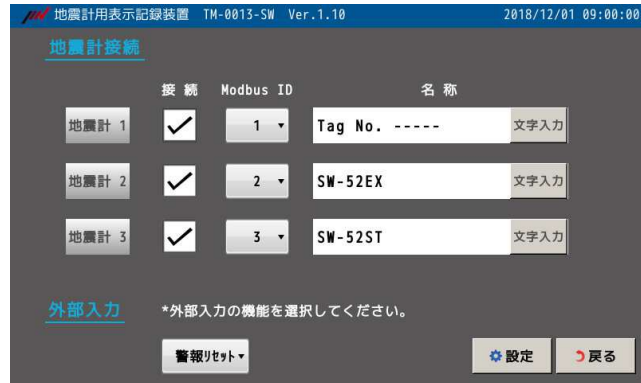 地震計用表示記録装置 TM-0013-SW Ver.1.10 2018/12/01 09:00:00
地震計接続
接 続 Modbus ID 名 称
地震計 1 1 Tag No. ----- 文字入力
地震計 2 2 SW-52EX 文字入力
地震計 3 3 SW-52ST 文字入力
外部入力 *外部入力の機能を選択してください。
警報リセット 設定 戻る